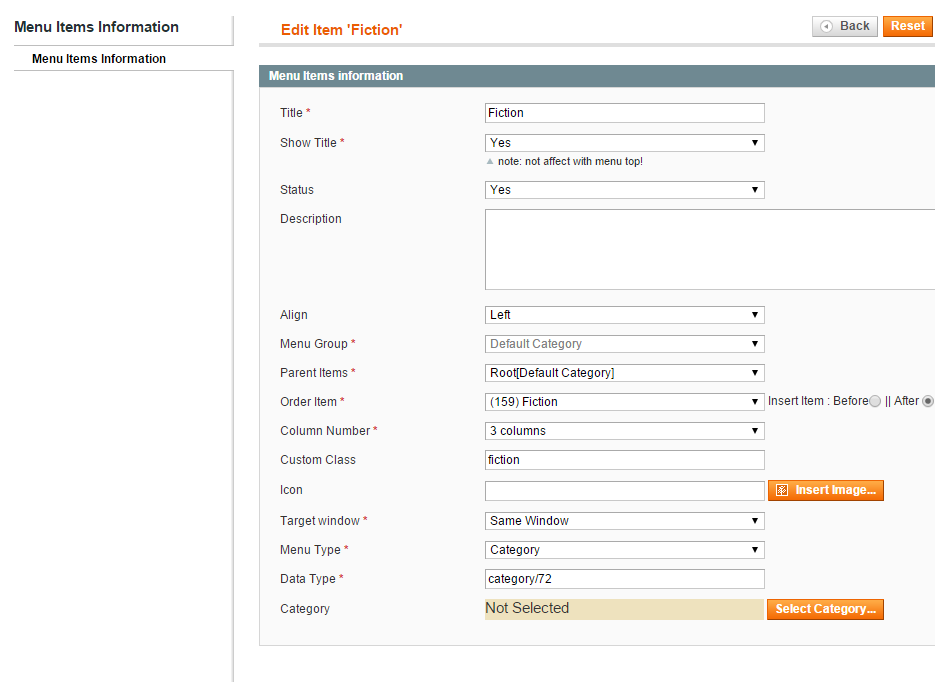 Menu Items Information
Menu Items Information
Edit Item 'Fiction'
Back
Reset
Menu Items information
Title *
Fiction
Show Title *
Yes
note: not affect with menu top!
Status
Yes
Description
Align
Left
Menu Group *
Default Category
Parent Items *
Root[Default Category]
Order Item *
(159) Fiction
Insert Item : Before || After
Column Number *
3 columns
Custom Class
fiction
Icon
Insert Image...
Target window *
Same Window
Menu Type *
Category
Data Type *
category/72
Category
Not Selected
Select Category...